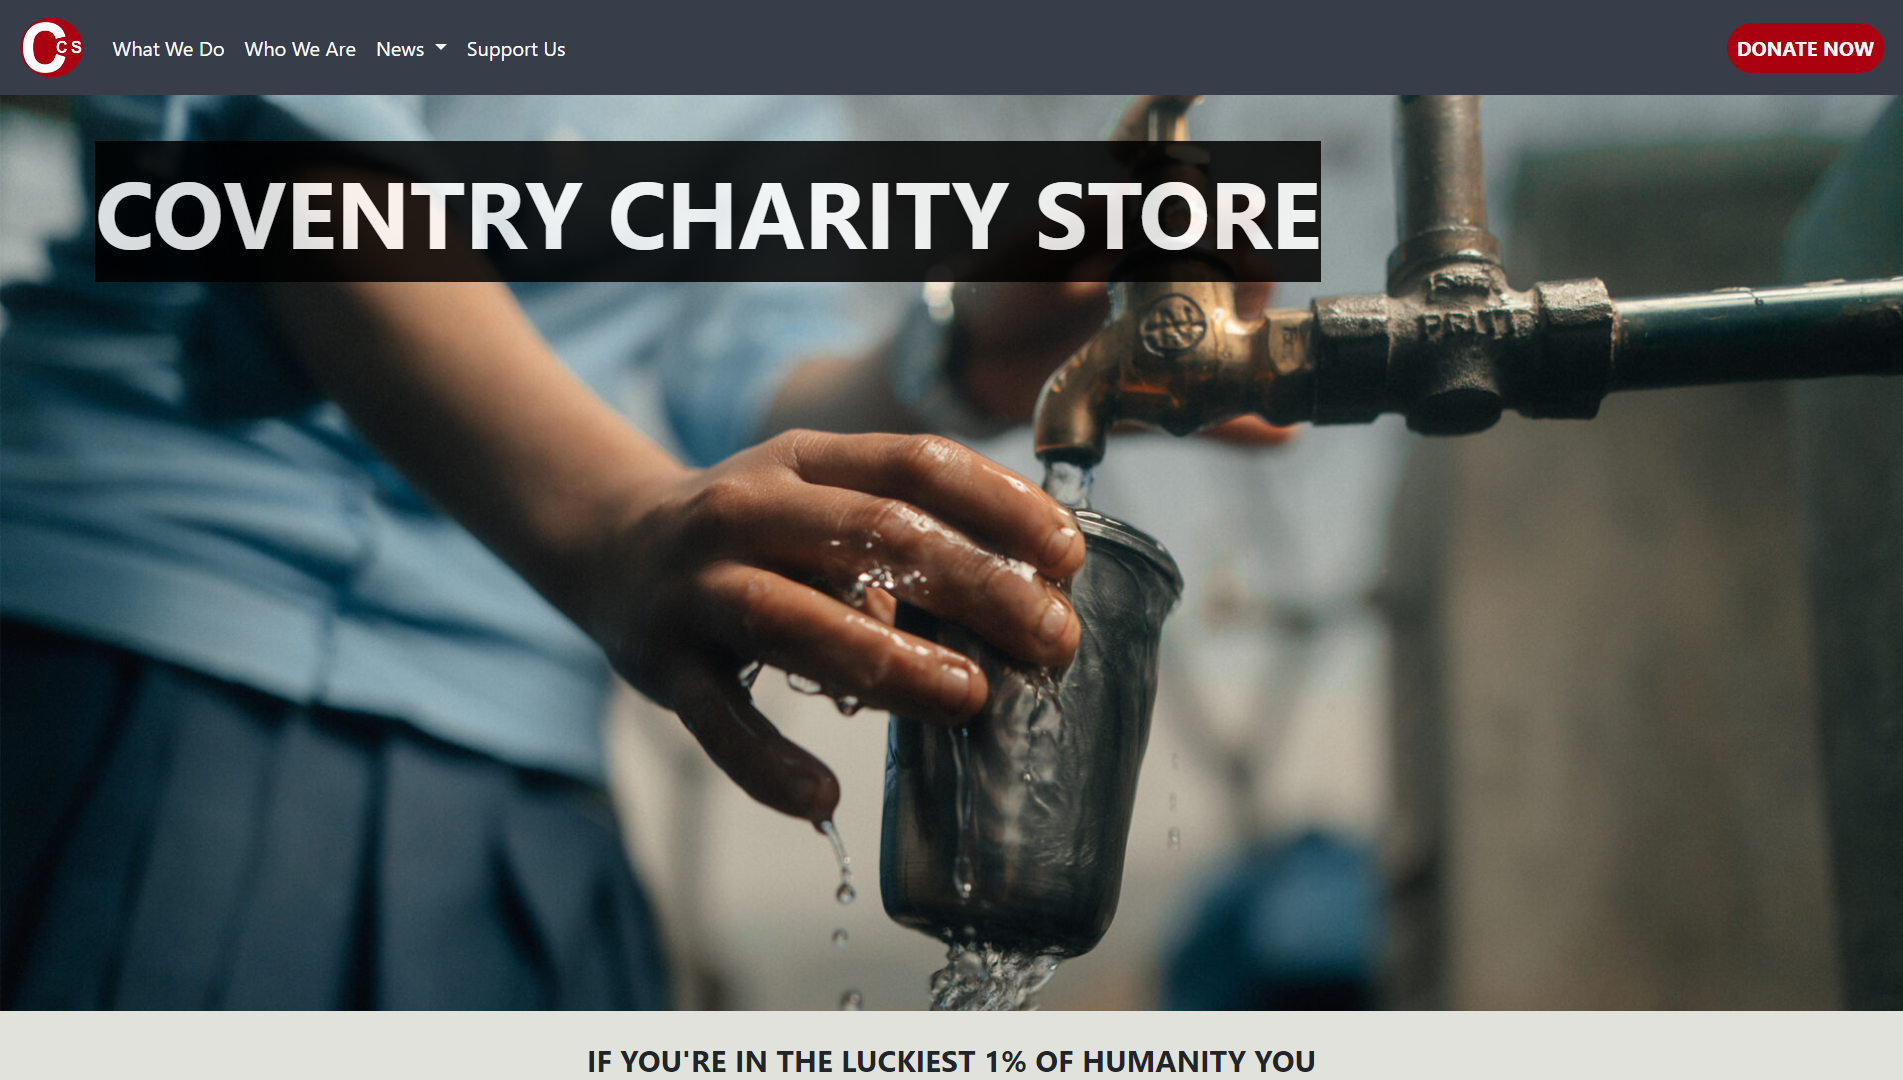 C C S
What We Do Who We Are News Support Us
DONATE NOW
COVENTRY CHARITY STORE
IF YOU'RE IN THE LUCKIEST 1% OF HUMANITY YOU